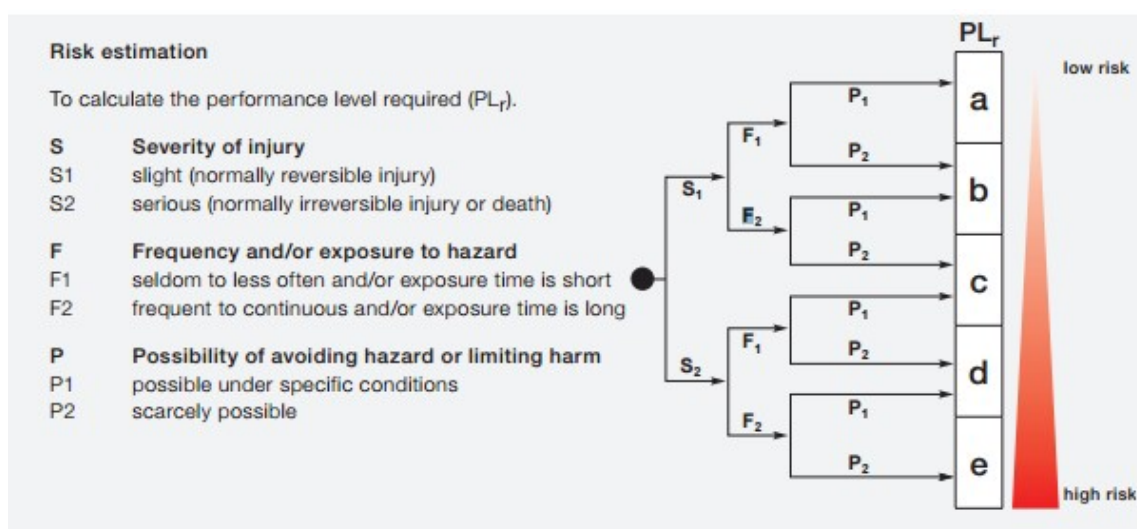 Risk estimation
To calculate the performance level required (PLr).
S Severity of injury
S1 slight (normally reversible injury)
S2 serious (normally irreversible injury or death)
F Frequency and/or exposure to hazard
F1 seldom to less often and/or exposure time is short
F2 frequent to continuous and/or exposure time is long
P Possibility of avoiding hazard or limiting harm
P1 possible under specific conditions
P2 scarcely possible
PLr
low risk
P1
a
F1
P2
S1
b
F2
P1
P2
c
P1
F1
P2
S2
d
P1
F2
P2
e
high risk